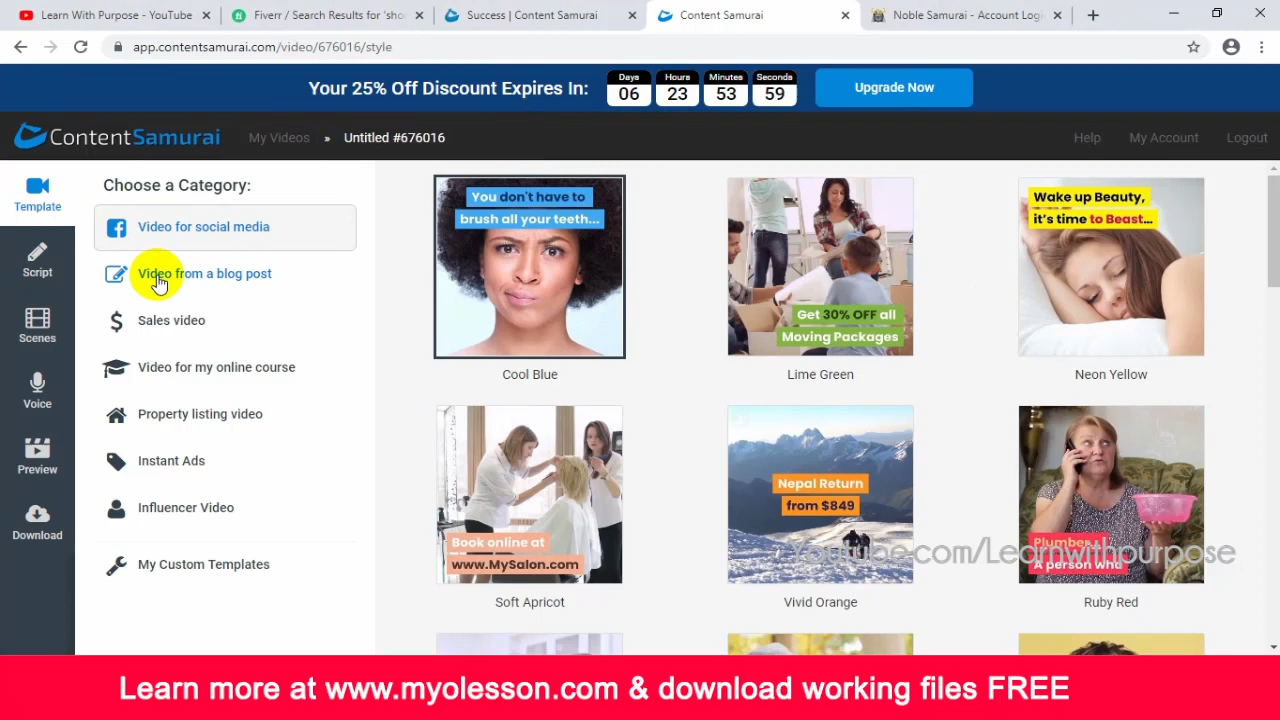 Learn With Purpose - YouTube
Fiverr / Search Results for 'sho
Success | Content Samurai
Content Samurai
Noble Samurai - Account Logi
app.contentsamurai.com/video/676016/style
Your 25% Off Discount Expires In:
Days
06
Hours
23
Minutes
53
Seconds
59
Upgrade Now
ContentSamurai
My Videos
»
Untitled #676016
Help
My Account
Logout
Template
Script
Scenes
Voice
Preview
Download
Choose a Category:
Video for social media
Video from a blog post
Sales video
Video for my online course
Property listing video
Instant Ads
Influencer Video
My Custom Templates
You don't have to
brush all your teeth...
Cool Blue
Get 30% OFF all
Moving Packages
Lime Green
Wake up Beauty,
it's time to Beast...
Neon Yellow
Book online at
www.MySalon.com
Soft Apricot
Nepal Return
from $849
Vivid Orange
Plumber,
A person who
Ruby Red
Youtube.com/Learnwithpurpose
Learn more at www.myolesson.com & download working files FREE